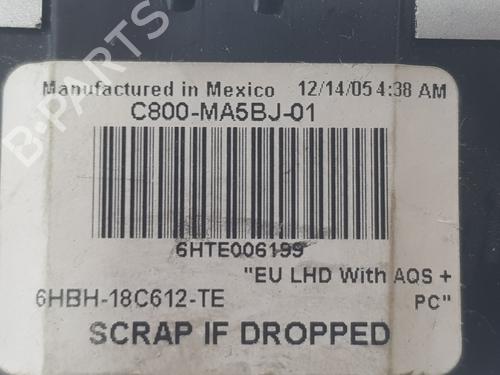 Manufactured in Mexico 12/14/05 4:38 AM
C800-MA5BJ-01
6HTE006199
"EU LHD With AQS +
6HBH-18C612-TE PC"
SCRAP IF DROPPED
B-PARTS